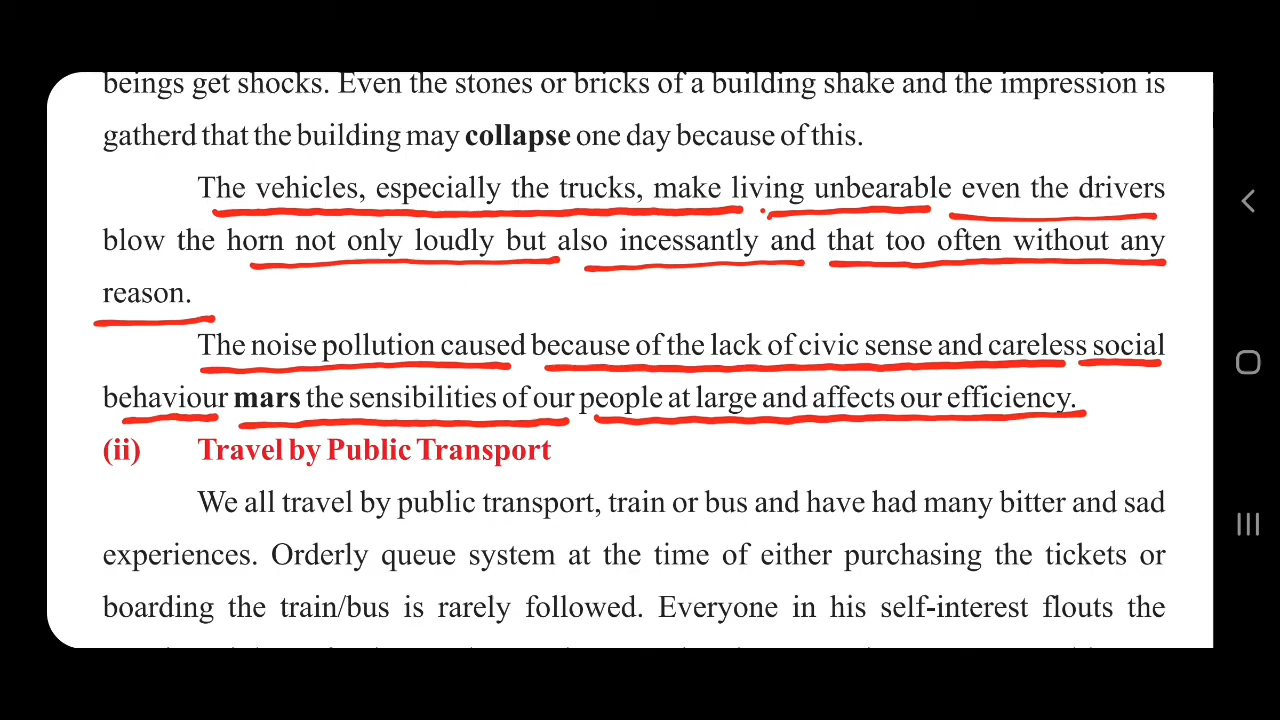 beings get shocks. Even the stones or bricks of a building shake and the impression is
gatherd that the building may collapse one day because of this.
The vehicles, especially the trucks, make living unbearable even the drivers
blow the horn not only loudly but also incessantly and that too often without any
reason.
The noise pollution caused because of the lack of civic sense and careless social
behaviour mars the sensibilities of our people at large and affects our efficiency.
(ii) Travel by Public Transport
We all travel by public transport, train or bus and have had many bitter and sad
experiences. Orderly queue system at the time of either purchasing the tickets or
boarding the train/bus is rarely followed. Everyone in his self-interest flouts the